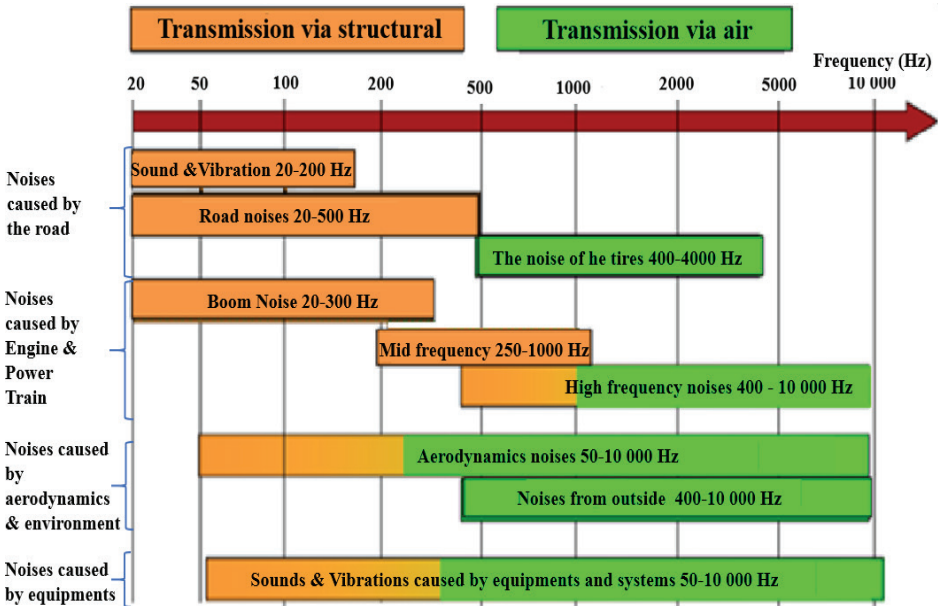 Transmission via structural
Transmission via air
Frequency (Hz)
20 50 100 200 500 1000 2000 5000 10 000
Noises
caused by
the road
Sound &Vibration 20-200 Hz
Road noises 20-500 Hz
The noise of he tires 400-4000 Hz
Noises
caused by
Engine &
Power
Train
Boom Noise 20-300 Hz
Mid frequency 250-1000 Hz
High frequency noises 400 - 10 000 Hz
Noises caused
by
aerodynamics
& environment
Aerodynamics noises 50-10 000 Hz
Noises from outside 400-10 000 Hz
Noises caused
by equipments
Sounds & Vibrations caused by equipments and systems 50-10 000 Hz